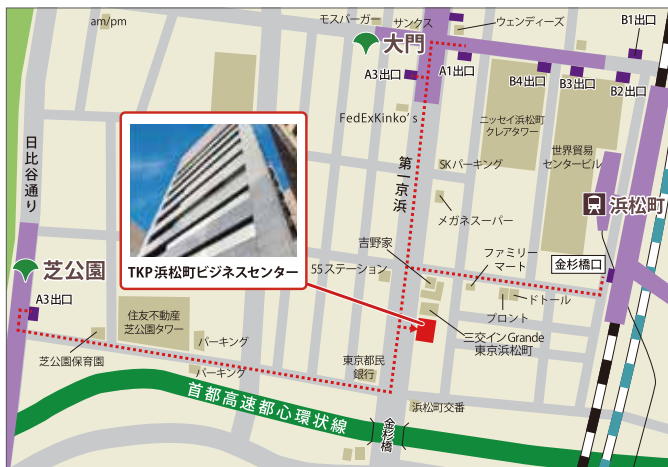 am/pm
モスバーガー
サンクス
ウェンディーズ
B1出口
大門
A3出口
A1出口
B4出口
B3出口
B2出口
FedExKinko's
ニッセイ浜松町
クレアタワー
世界貿易
センタービル
日比谷通り
第一京浜
SKパーキング
浜松町
メガネスーパー
TKP浜松町ビジネスセンター
吉野家
ファミリー
マート
金杉橋口
芝公園
55ステーション
A3出口
ドトール
プロント
住友不動産
芝公園タワー
パーキング
三交インGrande
東京浜松町
芝公園保育園
パーキング
東京都民
銀行
首都高速都心環状線
浜松町交番
金杉橋